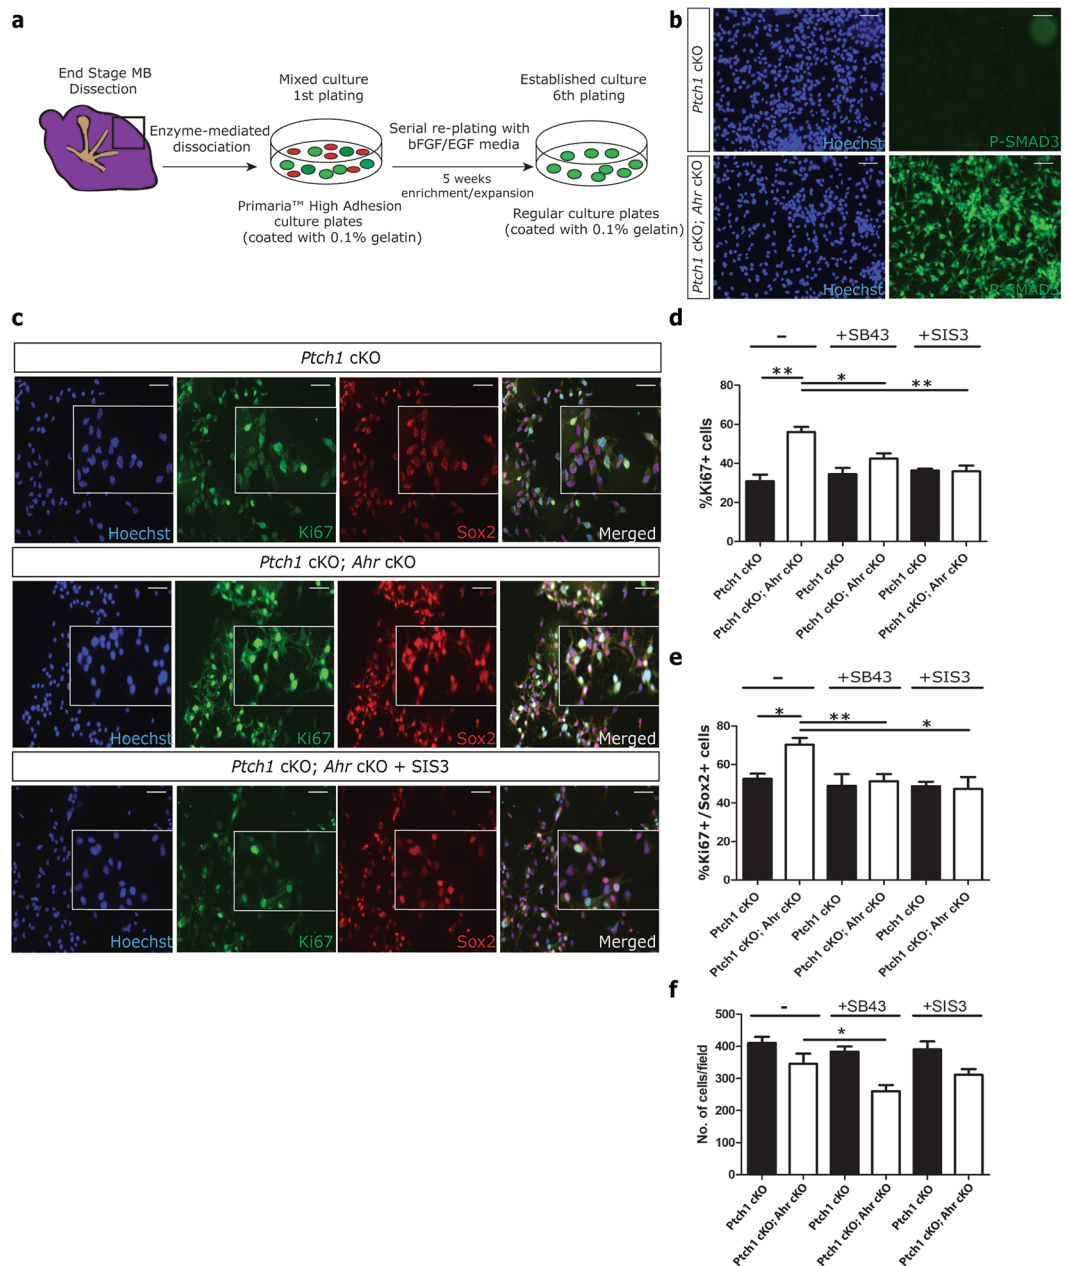 a
End Stage MB
Dissection
Enzyme-mediated
dissociation
Mixed culture
1st plating
Primaria™ High Adhesion
culture plates
(coated with 0.1% gelatin)
Serial re-plating with
bFGF/EGF media
5 weeks
enrichment/expansion
Established culture
6th plating
Regular culture plates
(coated with 0.1% gelatin)
b
Ptch1 cKO
Hoechst
P-SMAD3
Ptch1 cKO; Ahr cKO
Hoechst
P-SMAD3
c
Ptch1 cKO
Hoechst
Ki67
Sox2
Merged
Ptch1 cKO; Ahr cKO
Hoechst
Ki67
Sox2
Merged
Ptch1 cKO; Ahr cKO + SIS3
Hoechst
Ki67
Sox2
Merged
d
–
+SB43
+SIS3
**
*
**
%Ki67+ cells
80
60
40
20
0
Ptch1 cKO
Ptch1 cKO; Ahr cKO
Ptch1 cKO
Ptch1 cKO; Ahr cKO
Ptch1 cKO
Ptch1 cKO; Ahr cKO
e
–
+SB43
+SIS3
*
**
*
%Ki67+/Sox2+ cells
80
60
40
20
0
Ptch1 cKO
Ptch1 cKO; Ahr cKO
Ptch1 cKO
Ptch1 cKO; Ahr cKO
Ptch1 cKO
Ptch1 cKO; Ahr cKO
f
-
+SB43
+SIS3
*
No. of cells/field
500
400
300
200
100
0
Ptch1 cKO
Ptch1 cKO; Ahr cKO
Ptch1 cKO
Ptch1 cKO; Ahr cKO
Ptch1 cKO
Ptch1 cKO; Ahr cKO